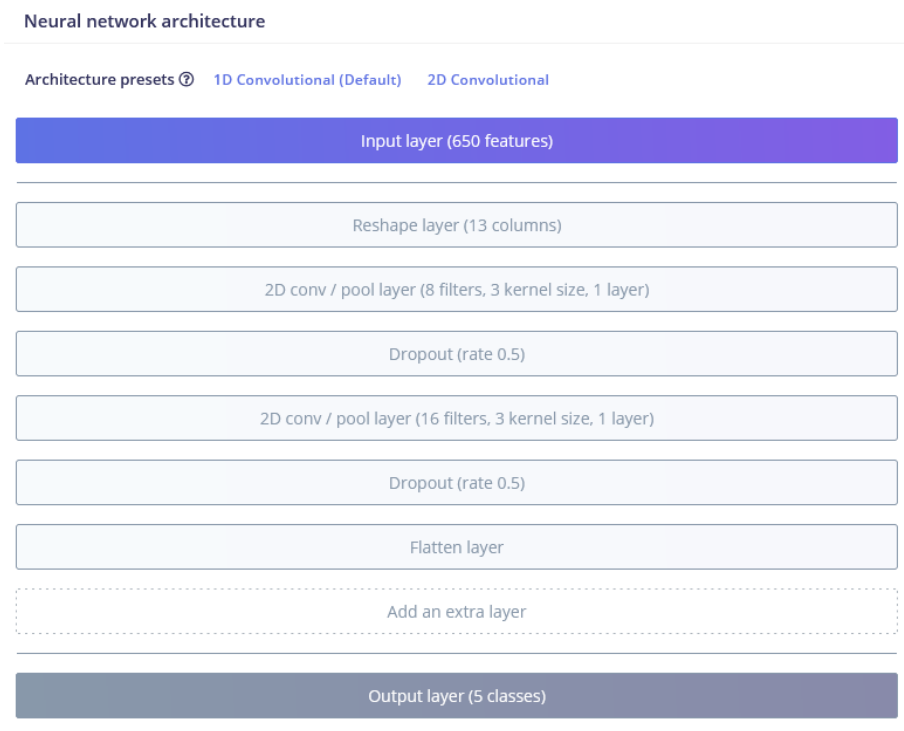 Neural network architecture
Architecture presets ? 1D Convolutional (Default) 2D Convolutional
Input layer (650 features)
Reshape layer (13 columns)
2D conv / pool layer (8 filters, 3 kernel size, 1 layer)
Dropout (rate 0.5)
2D conv / pool layer (16 filters, 3 kernel size, 1 layer)
Dropout (rate 0.5)
Flatten layer
Add an extra layer
Output layer (5 classes)